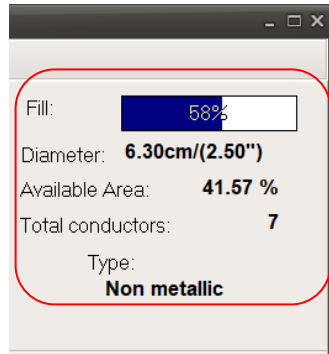 Fill: 58%
Diameter: 6.30cm/(2.50")
Available Area: 41.57 %
Total conductors: 7
Type:
Non metallic